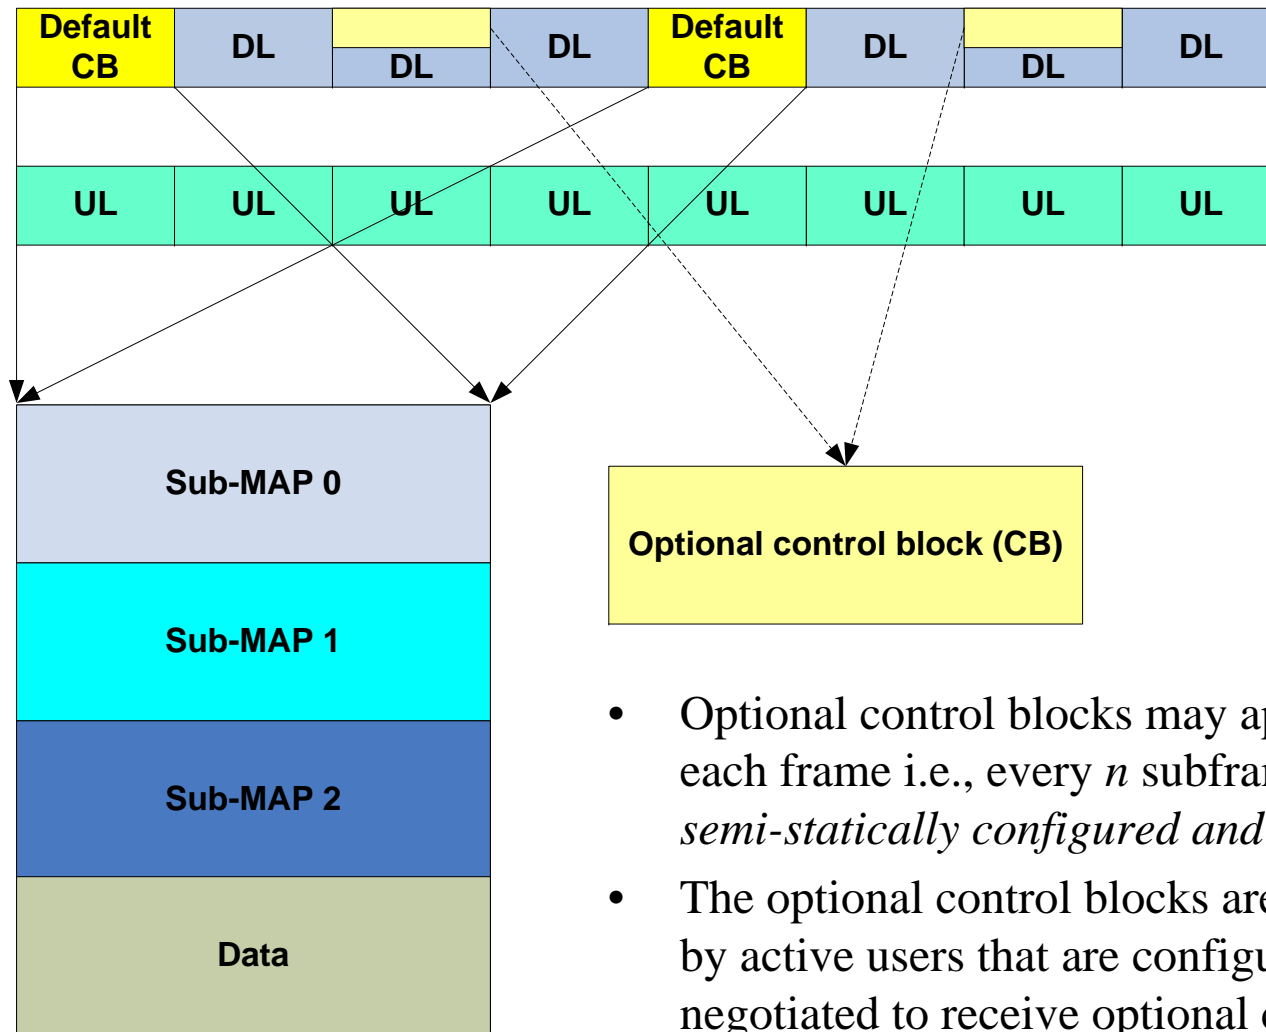 Default CB DL DL DL Default CB DL DL DL
UL UL UL UL UL UL UL UL
Sub-MAP 0
Optional control block (CB)
Sub-MAP 1
Sub-MAP 2
Data
• Optional control blocks may
each frame i.e., every n
semi-statically configured and
• The optional control blocks are
by active users that are
negotiated to receive optional